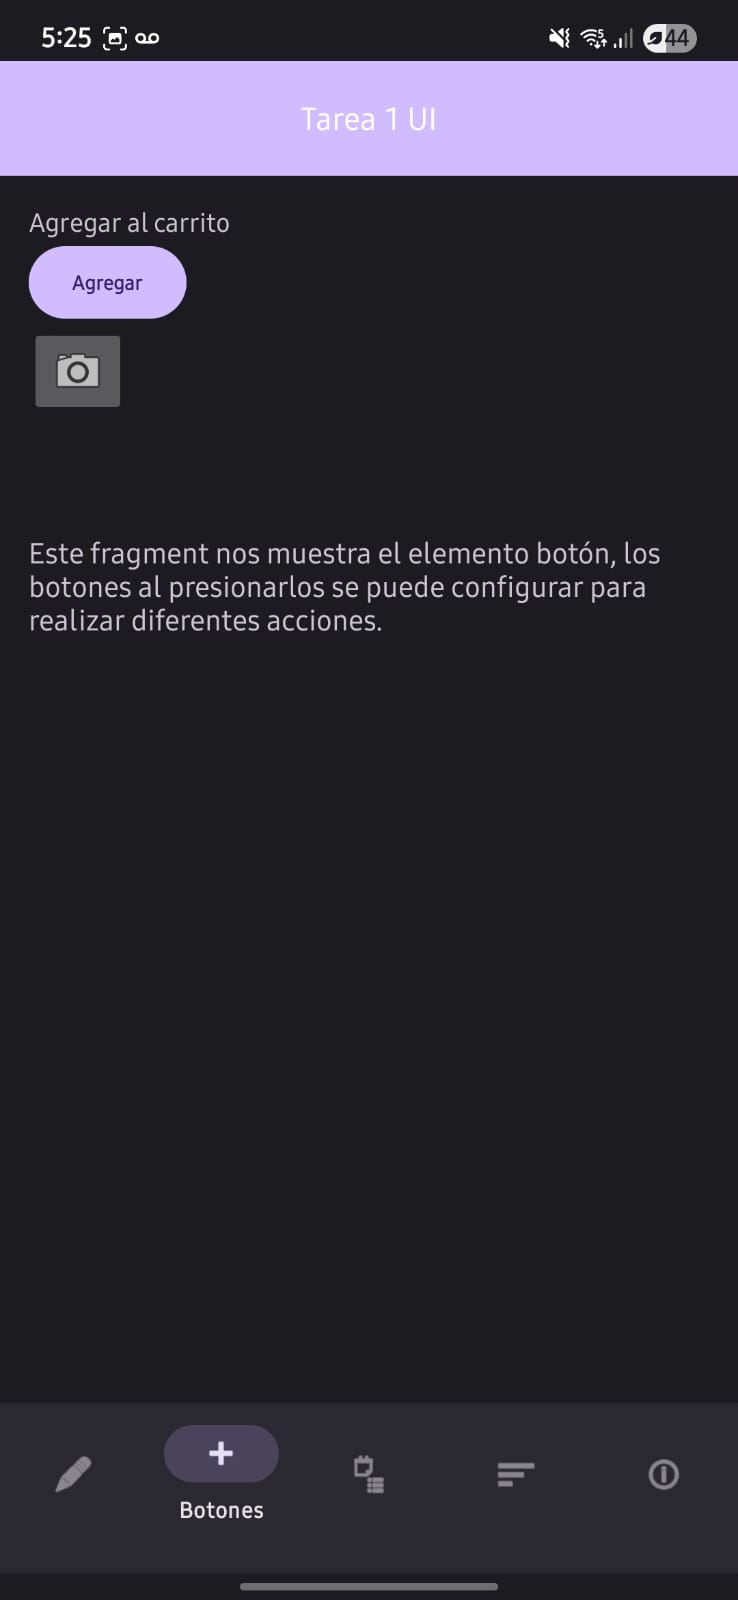 5:25
44
Tarea 1 UI
Agregar al carrito
Agregar
Este fragment nos muestra el elemento botón, los
botones al presionarlos se puede configurar para
realizar diferentes acciones.
Botones